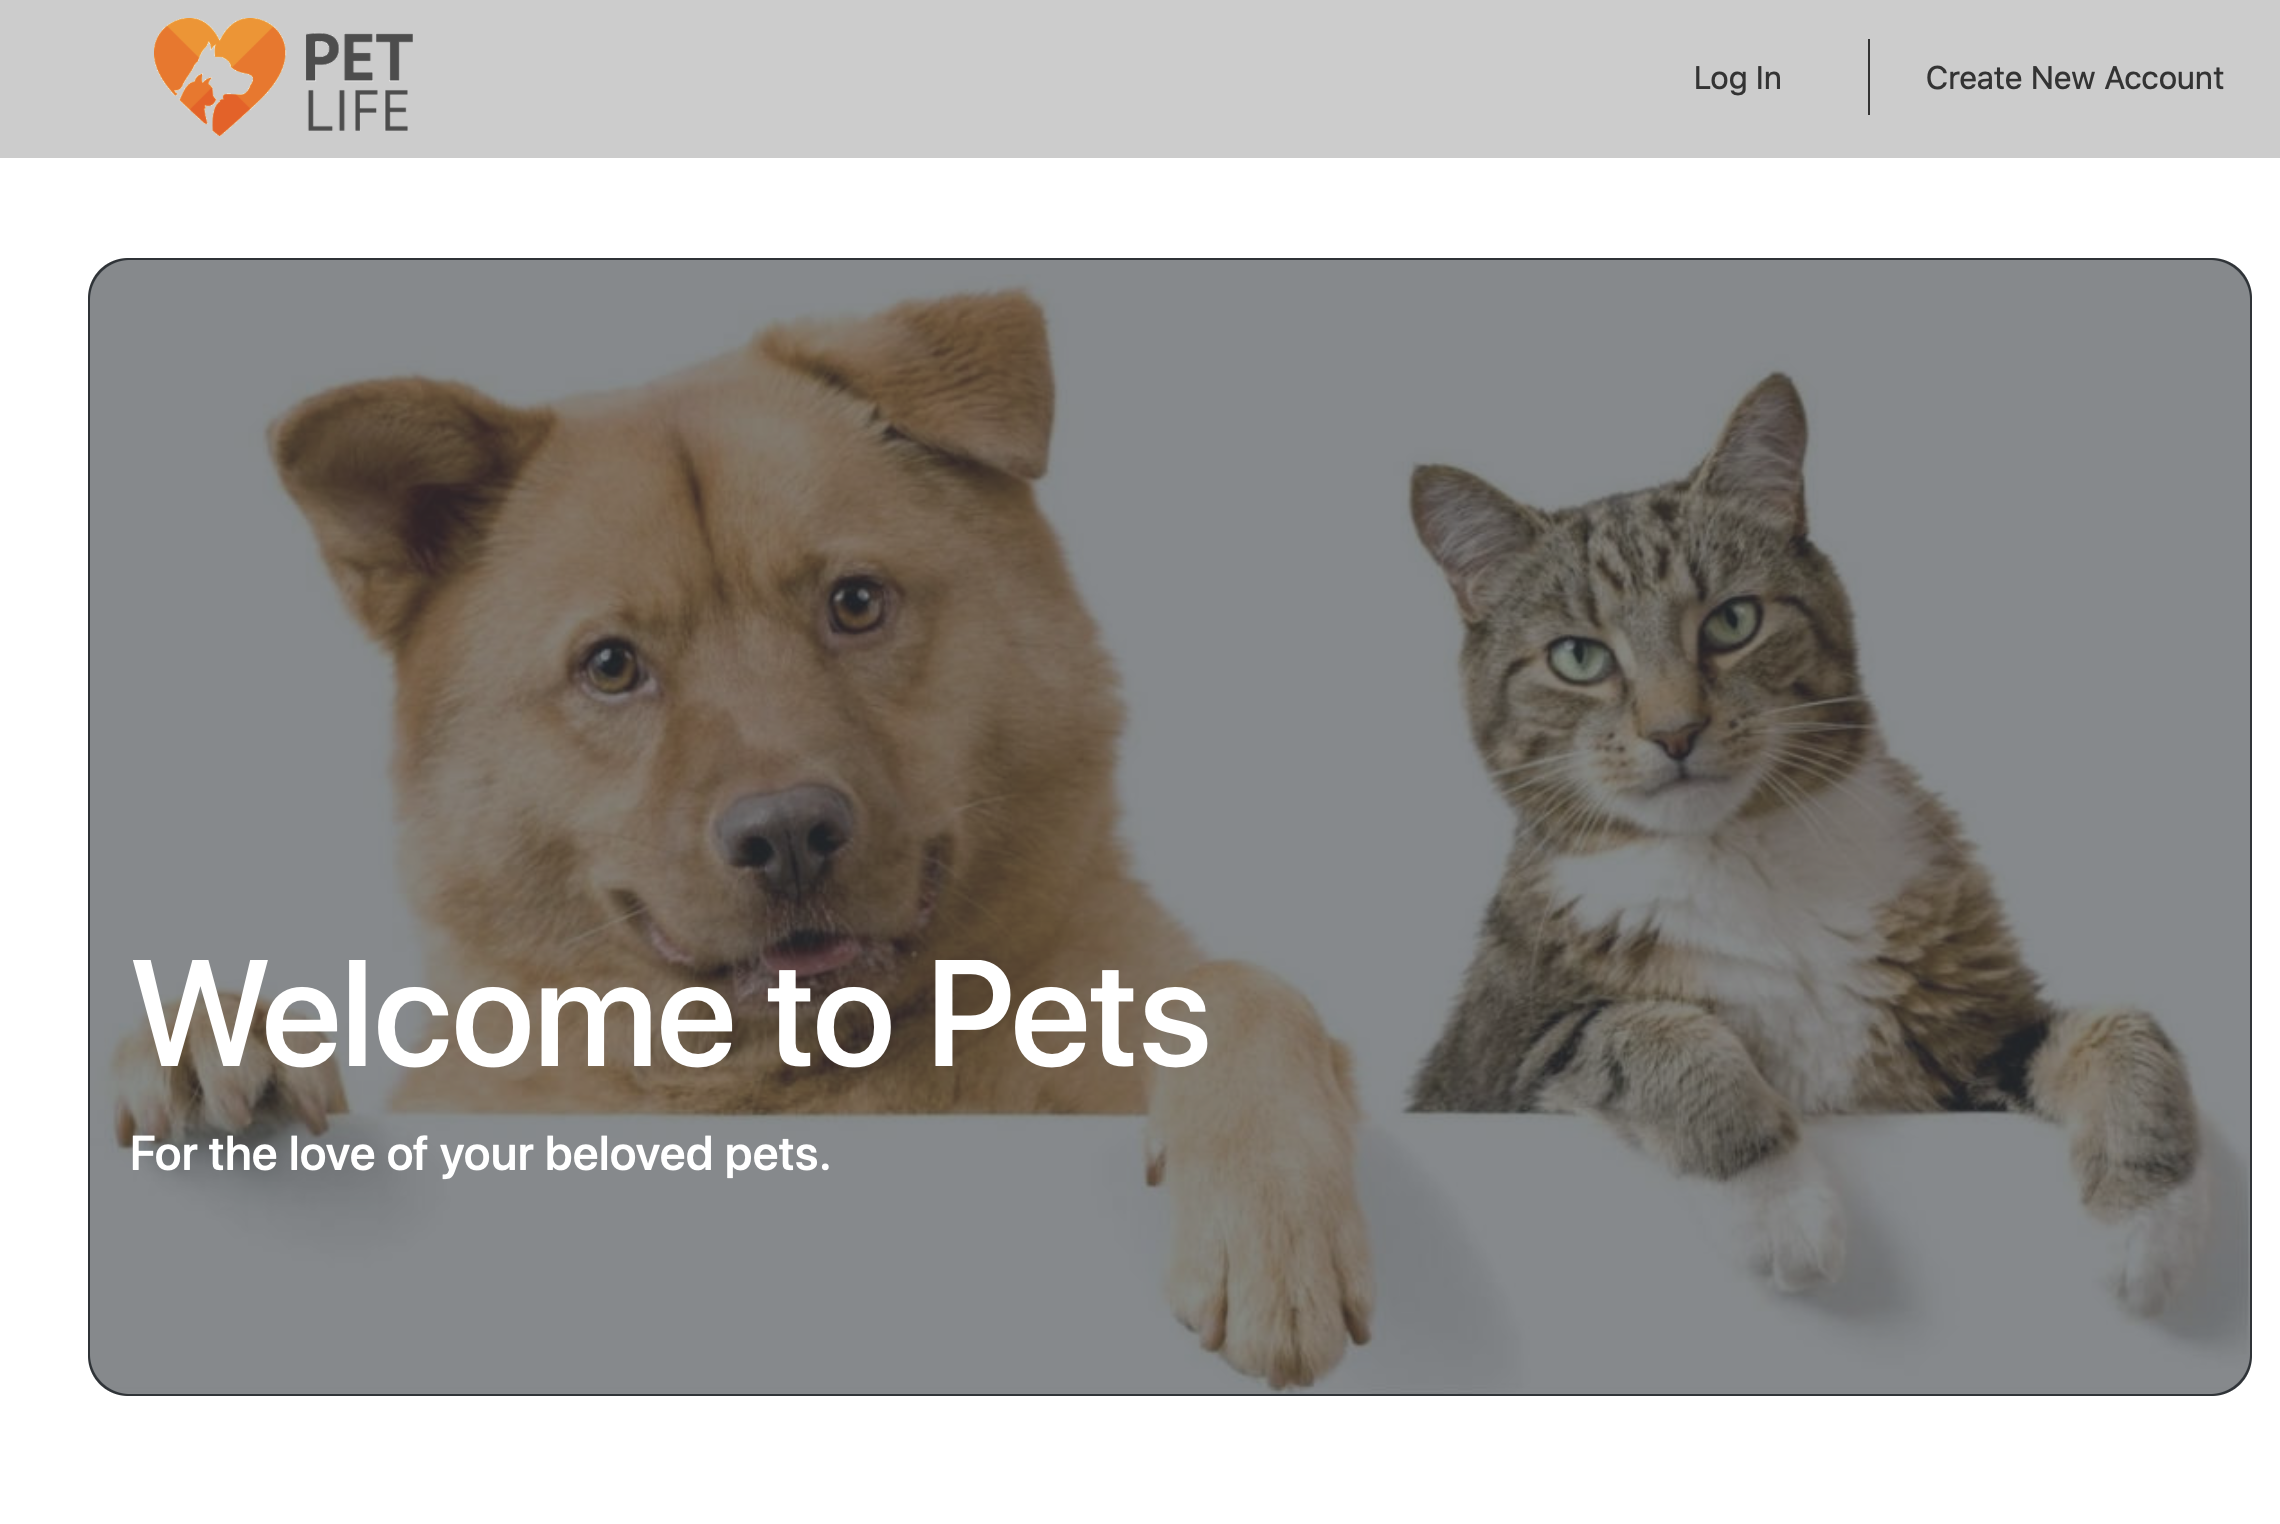 PET
LIFE
Log In
Create New Account
Welcome to Pets
For the love of your beloved pets.